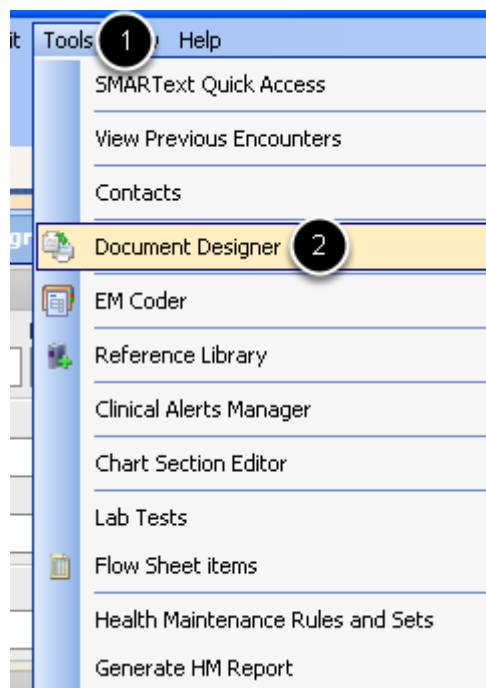 it Tools 1 Help
SMARText Quick Access
View Previous Encounters
Contacts
gr Document Designer 2
EM Coder
Reference Library
Clinical Alerts Manager
Chart Section Editor
Lab Tests
Flow Sheet items
Health Maintenance Rules and Sets
Generate HM Report